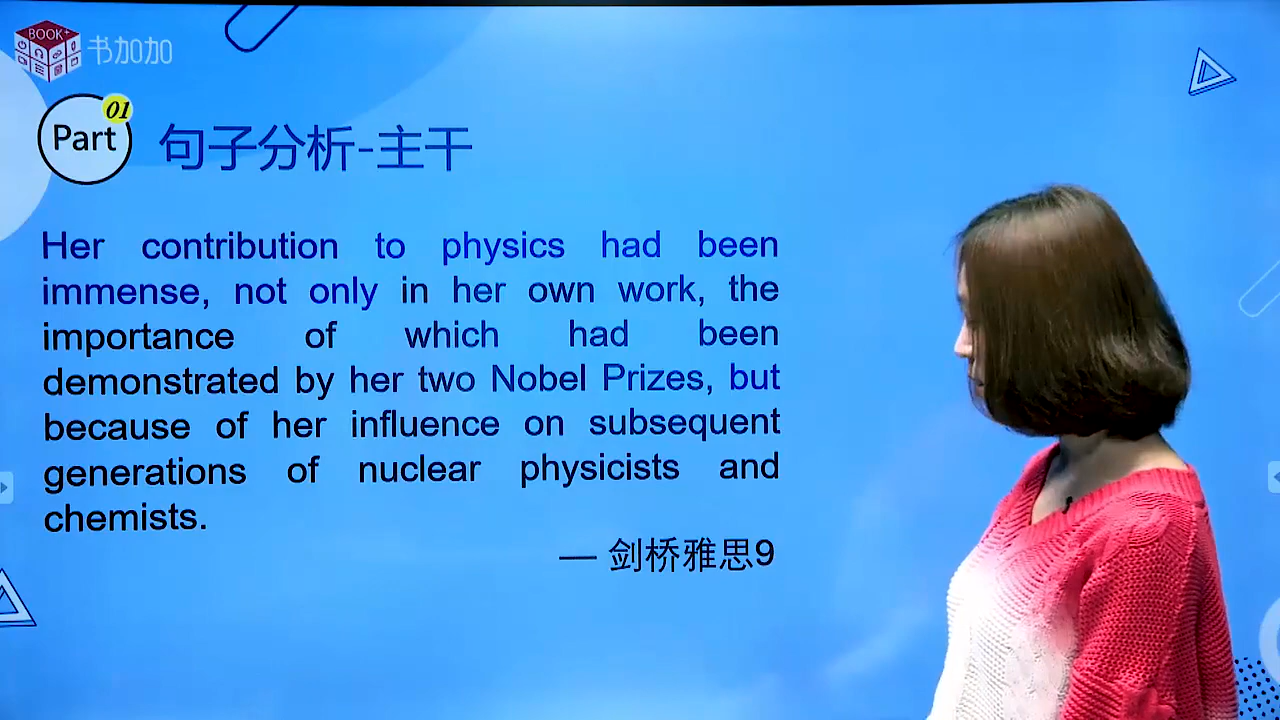 BOOK+
书加加
Part
01
句子分析-主干
Her contribution to physics had been
immense, not only in her own work, the
importance of which had been
demonstrated by her two Nobel Prizes, but
because of her influence on subsequent
generations of nuclear physicists and
chemists.
— 剑桥雅思9